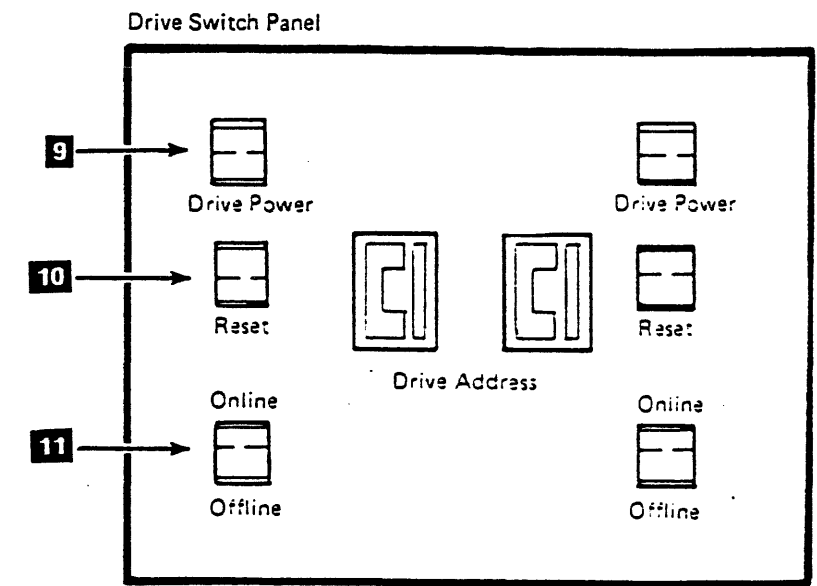 Drive Switch Panel
9
Drive Power Drive Power
10
Reset Reset
Drive Address
Online Online
11
Offline Offline